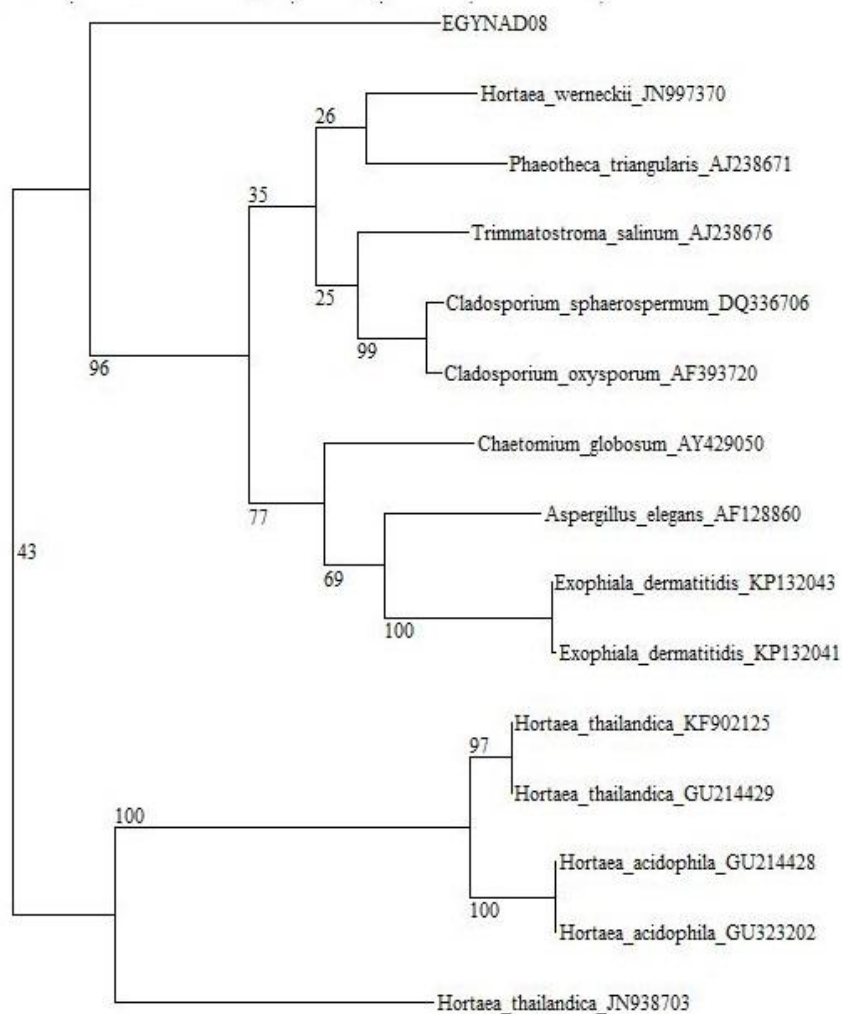 EGYNAD08
Hortaea_werneckii_JN997370
26
Phaeotheca_triangularis_AJ238671
35
Trimmatostroma_salinum_AJ238676
25
Cladosporium_sphaerospermum_DQ336706
99
96
Cladosporium_oxysporum_AF393720
Chaetomium_globosum_AY429050
77
Aspergillus_elegans_AF128860
43
69
Exophiala_dermatitidis_KP132043
100
Exophiala_dermatitidis_KP132041
Hortaea_thailandica_KF902125
97
Hortaea_thailandica_GU214429
100
Hortaea_acidophila_GU214428
100
Hortaea_acidophila_GU323202
Hortaea_thailandica_JN938703